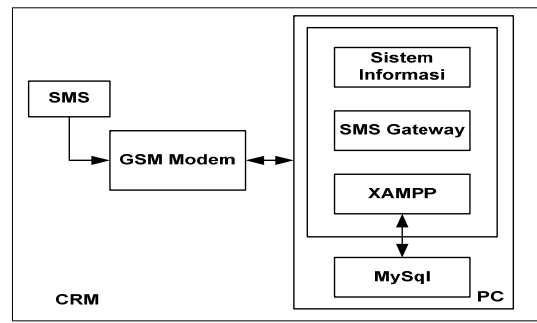 Sistem
Informasi
SMS
SMS Gateway
GSM Modem
XAMPP
MySql
CRM
PC